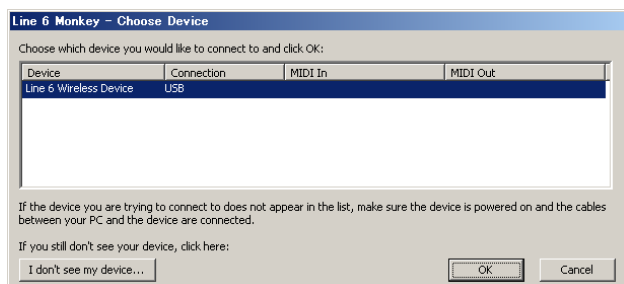 Line 6 Monkey - Choose Device
Choose which device you would like to connect to and click OK:
Device Connection MIDI In MIDI Out
Line 6 Wireless Device USB
If the device you are trying to connect to does not appear in the list, make sure the device is powered on and the cables
between your PC and the device are connected.
If you still don't see your device, click here:
I don't see my device... OK Cancel